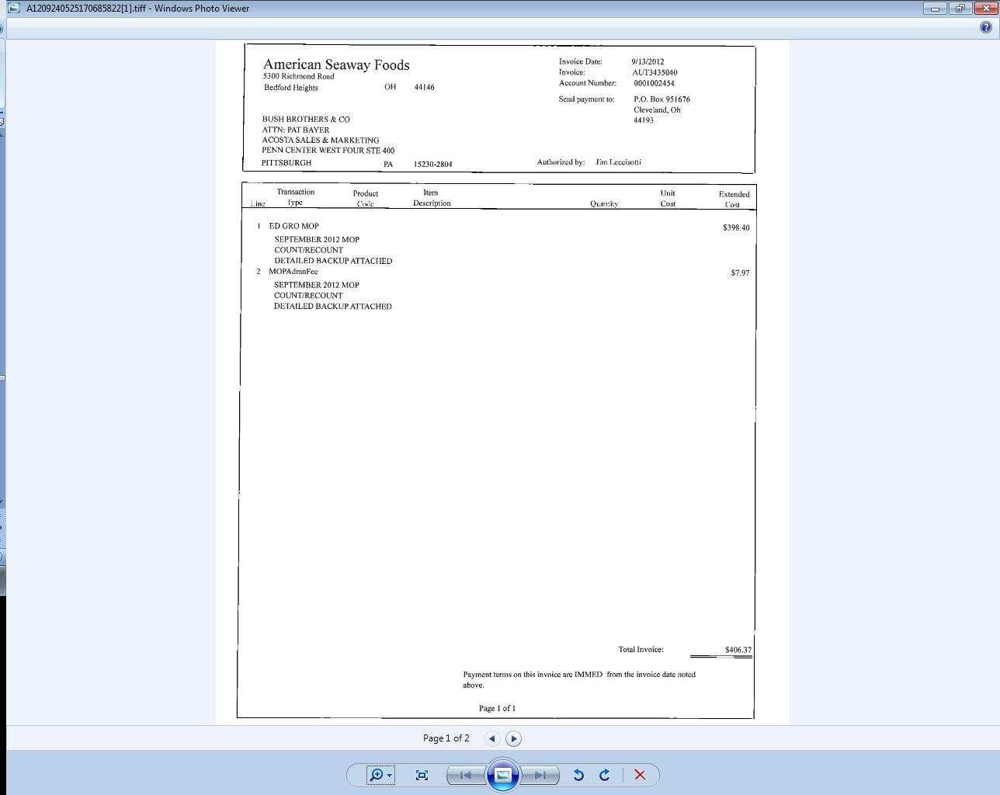 A1209240525170685822[1].tiff - Windows Photo Viewer
American Seaway Foods
5300 Richmond Road
Bedford Heights OH 44146
Invoice Date: 9/13/2012
Invoice: AUT3435040
Account Number: 0001002454
Send payment to: P.O. Box 951676
Cleveland, Oh
44193
BUSH BROTHERS & CO
ATTN: PAT BAYER
ACOSTA SALES & MARKETING
PENN CENTER WEST FOUR STE 400
PITTSBURGH PA 15230-2804
Authorized by: Jim Leccisotti
Line Transaction Type Product Code Item Description Quantity Unit Cost Extended Cost
1 ED GRO MOP $398.40
SEPTEMBER 2012 MOP
COUNT/RECOUNT
DETAILED BACKUP ATTACHED
2 MOPAdmnFee $7.97
SEPTEMBER 2012 MOP
COUNT/RECOUNT
DETAILED BACKUP ATTACHED
Total Invoice: $406.37
Payment terms on this invoice are IMMED from the invoice date noted
above.
Page 1 of 1
Page 1 of 2